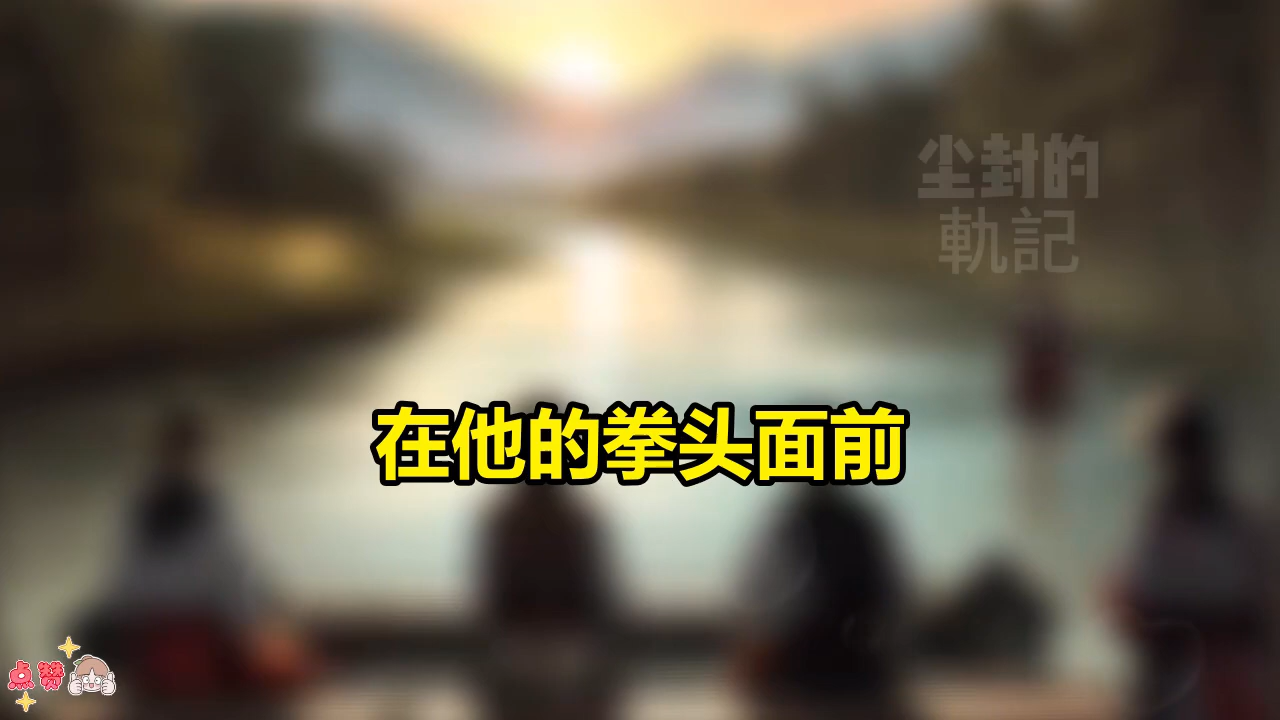 尘封的
軌記
在他的拳头面前
点赞